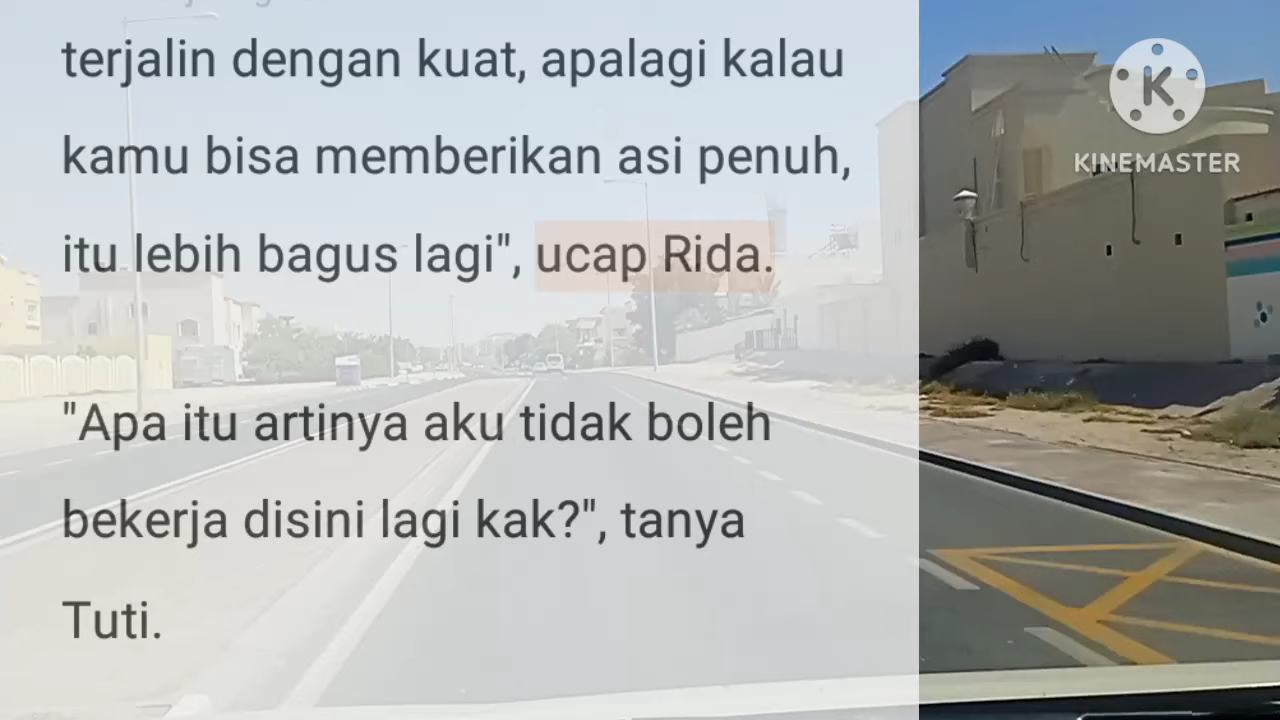 terjalin dengan kuat, apalagi kalau
kamu bisa memberikan asi penuh,
itu lebih bagus lagi", ucap Rida.
"Apa itu artinya aku tidak boleh
bekerja disini lagi kak?", tanya
Tuti.
K
KINEMASTER